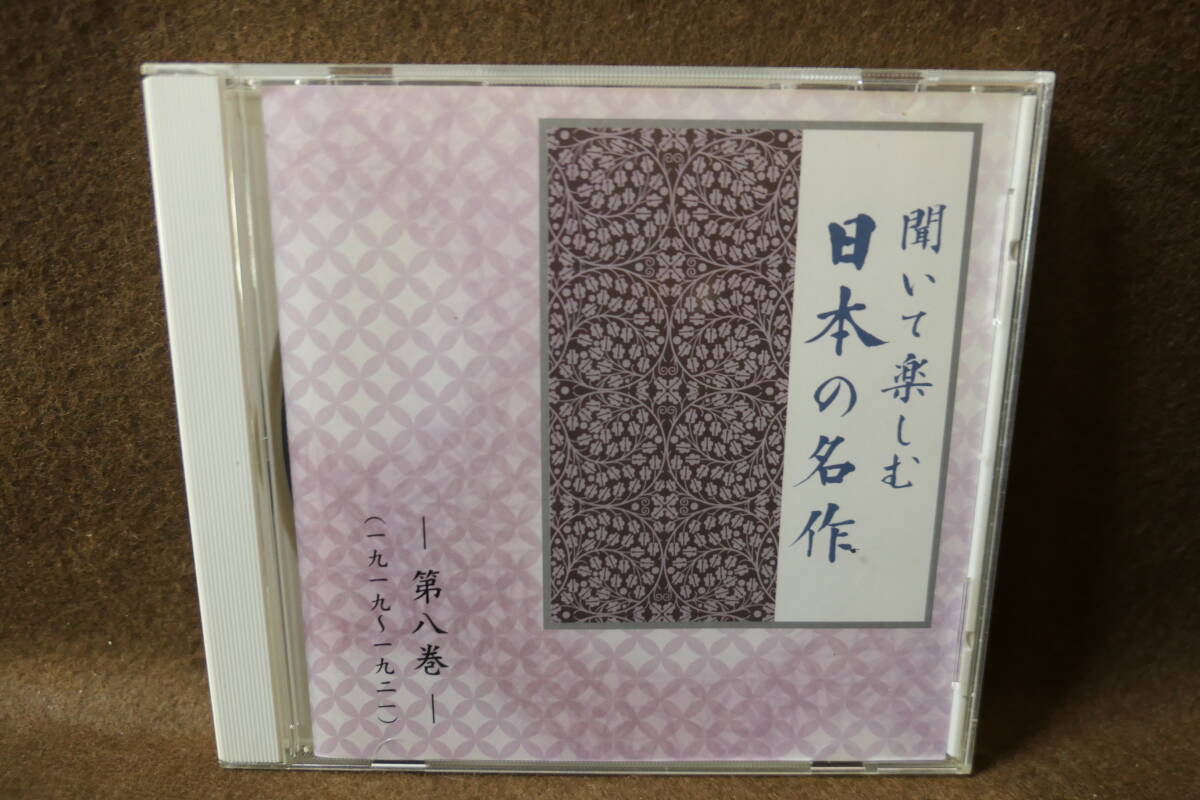 聞いて楽しむ
日本の名作
― 第八巻 ―
（一九一九～一九二一）